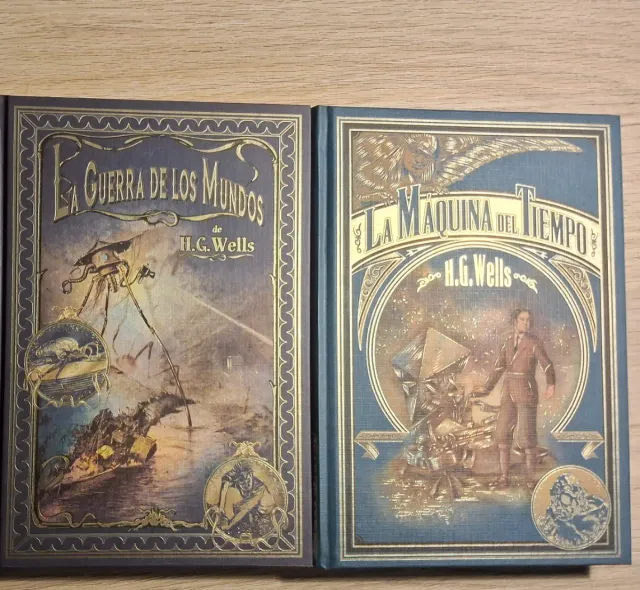 LA GUERRA DE LOS MUNDOS
de
H.G. Wells
LA MÁQUINA DEL TIEMPO
H.G. Wells